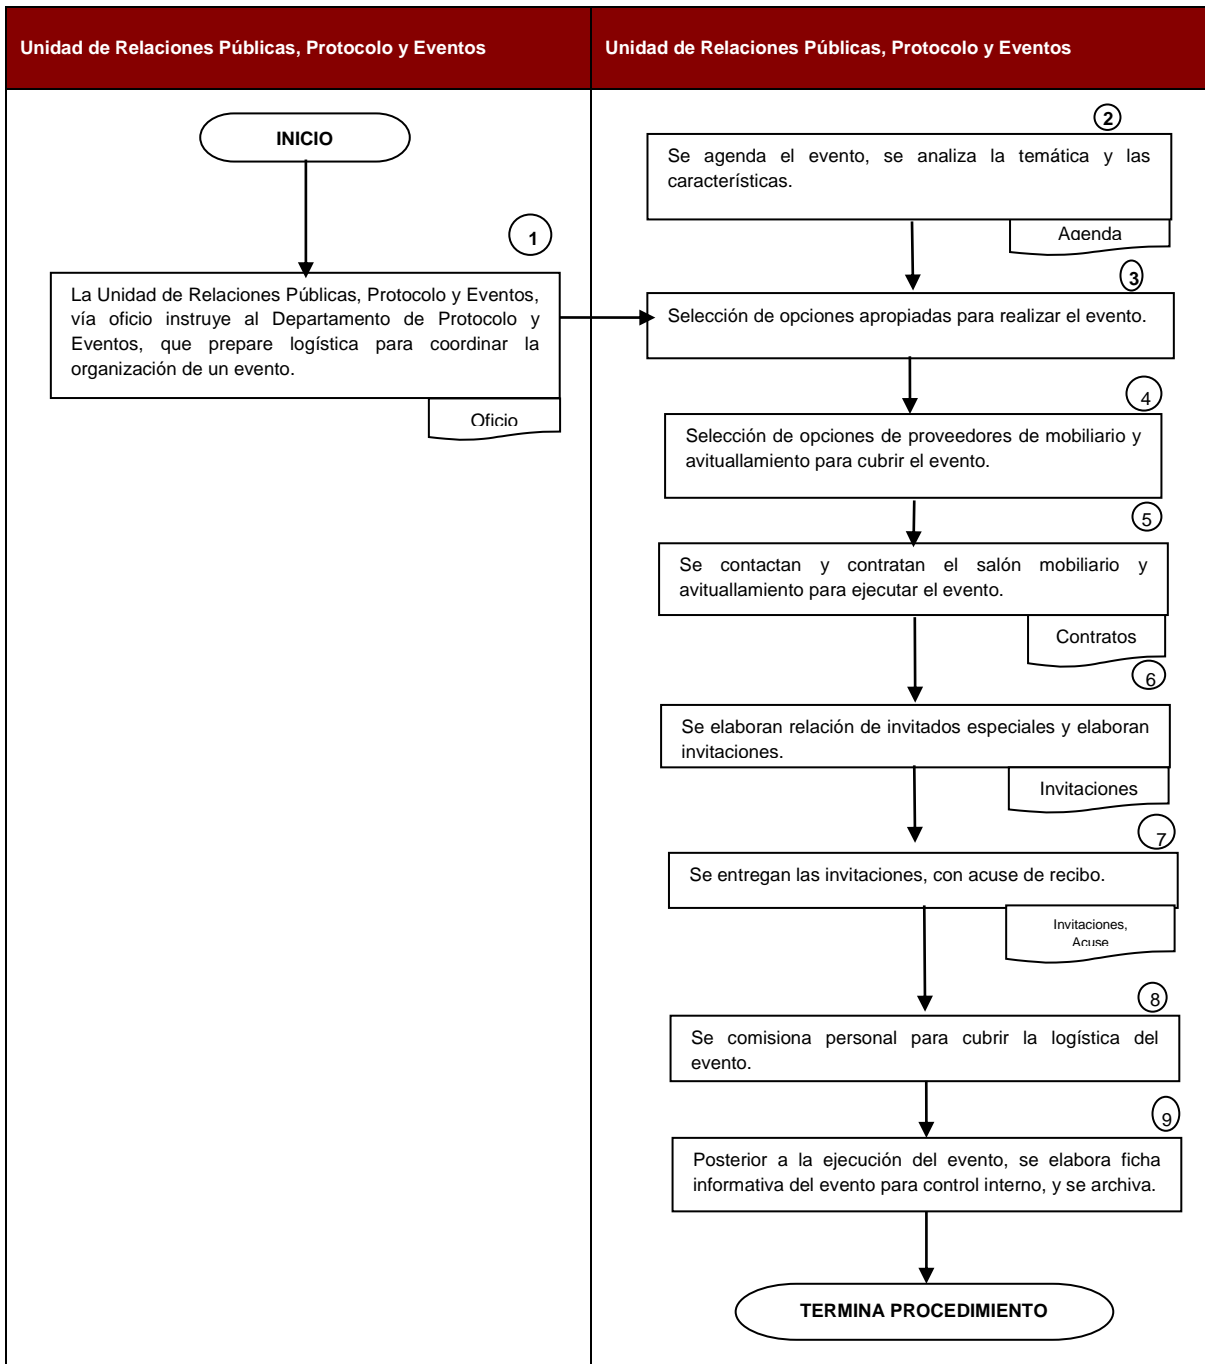 Unidad de Relaciones Públicas, Protocolo y Eventos
Unidad de Relaciones Públicas, Protocolo y Eventos
INICIO
1
La Unidad de Relaciones Públicas, Protocolo y Eventos,
vía oficio instruye al Departamento de Protocolo y
Eventos, que prepare logística para coordinar la
organización de un evento.
Oficio
2
Se agenda el evento, se analiza la temática y las
características.
Agenda
3
Selección de opciones apropiadas para realizar el evento.
4
Selección de opciones de proveedores de mobiliario y
avituallamiento para cubrir el evento.
5
Se contactan y contratan el salón mobiliario y
avituallamiento para ejecutar el evento.
Contratos
6
Se elaboran relación de invitados especiales y elaboran
invitaciones.
Invitaciones
7
Se entregan las invitaciones, con acuse de recibo.
Invitaciones,
Acuse
8
Se comisiona personal para cubrir la logística del
evento.
9
Posterior a la ejecución del evento, se elabora ficha
informativa del evento para control interno, y se archiva.
TERMINA PROCEDIMIENTO